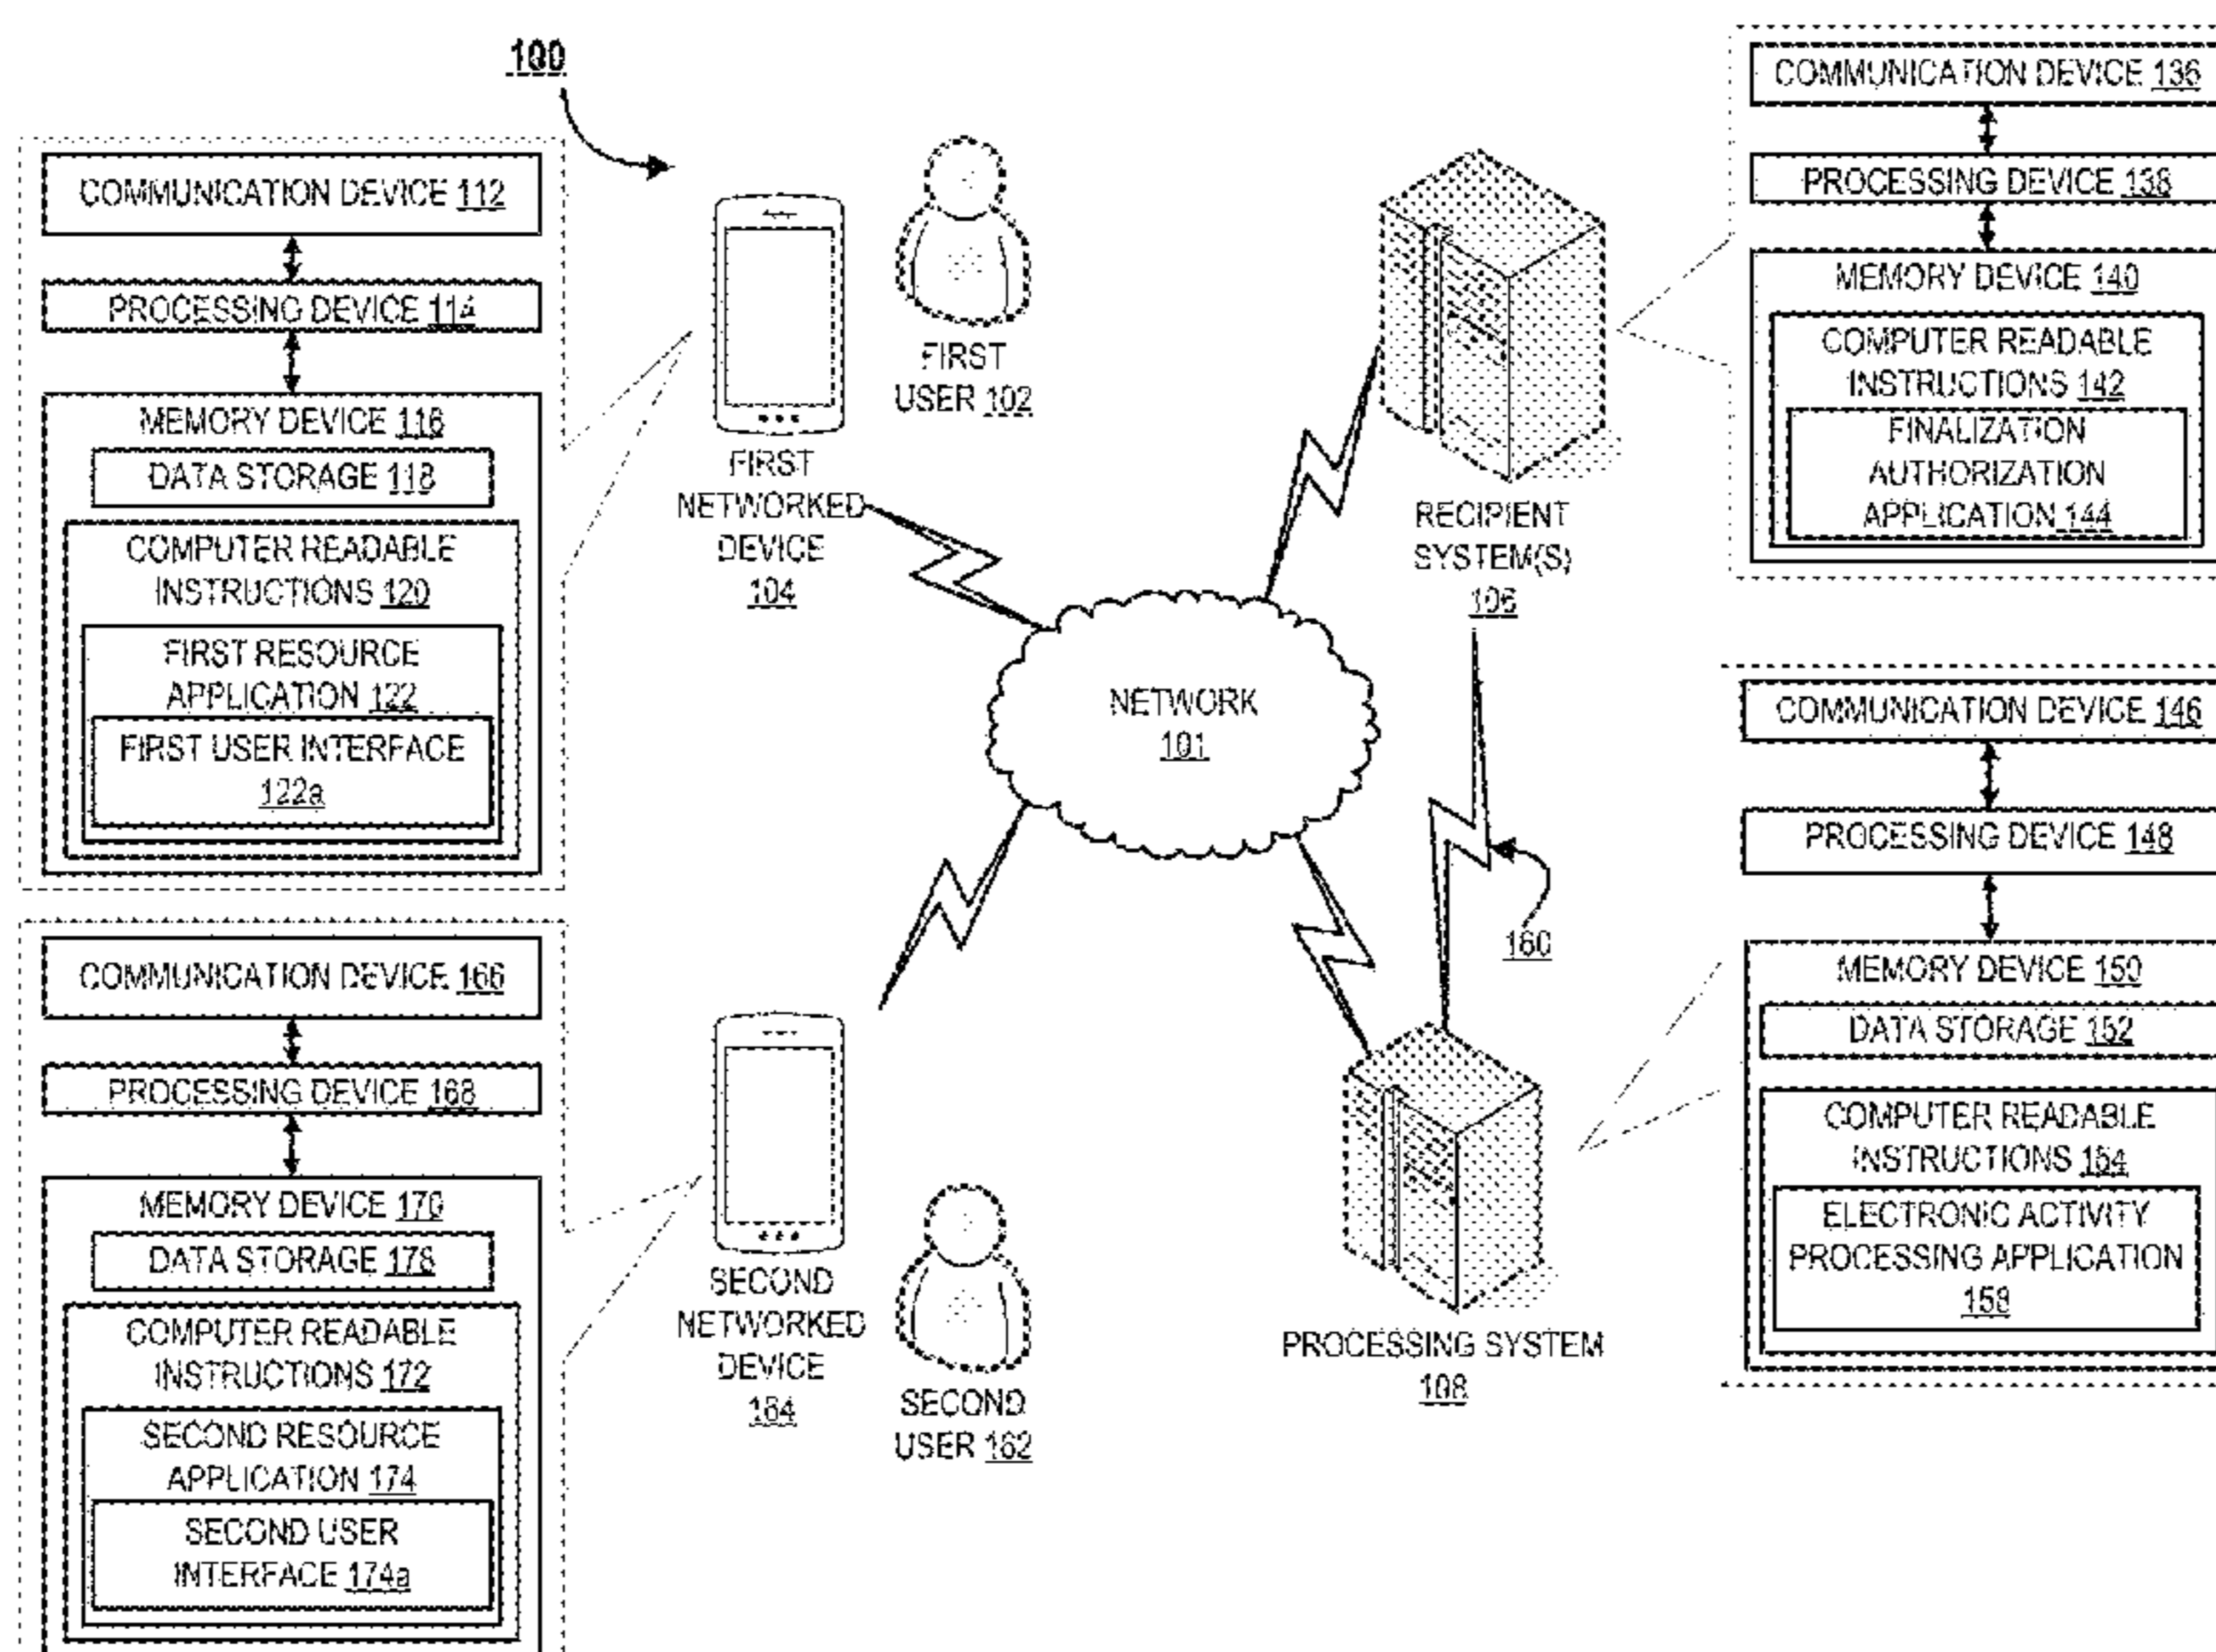 100
COMMUNICATION DEVICE 112
PROCESSING DEVICE 114
MEMORY DEVICE 116
DATA STORAGE 118
COMPUTER READABLE
INSTRUCTIONS 120
FIRST RESOURCE
APPLICATION 122
FIRST USER INTERFACE
122a
FIRST
USER 102
FIRST
NETWORKED
DEVICE
104
RECIPIENT
SYSTEM(S)
106
COMMUNICATION DEVICE 136
PROCESSING DEVICE 138
MEMORY DEVICE 140
COMPUTER READABLE
INSTRUCTIONS 142
FINALIZATION
AUTHORIZATION
APPLICATION 144
NETWORK
101
160
COMMUNICATION DEVICE 146
PROCESSING DEVICE 148
MEMORY DEVICE 150
DATA STORAGE 152
COMPUTER READABLE
INSTRUCTIONS 154
ELECTRONIC ACTIVITY
PROCESSING APPLICATION
158
COMMUNICATION DEVICE 166
PROCESSING DEVICE 168
MEMORY DEVICE 170
DATA STORAGE 178
COMPUTER READABLE
INSTRUCTIONS 172
SECOND RESOURCE
APPLICATION 174
SECOND USER
INTERFACE 174a
SECOND
NETWORKED
DEVICE
164
SECOND
USER 162
PROCESSING SYSTEM
108